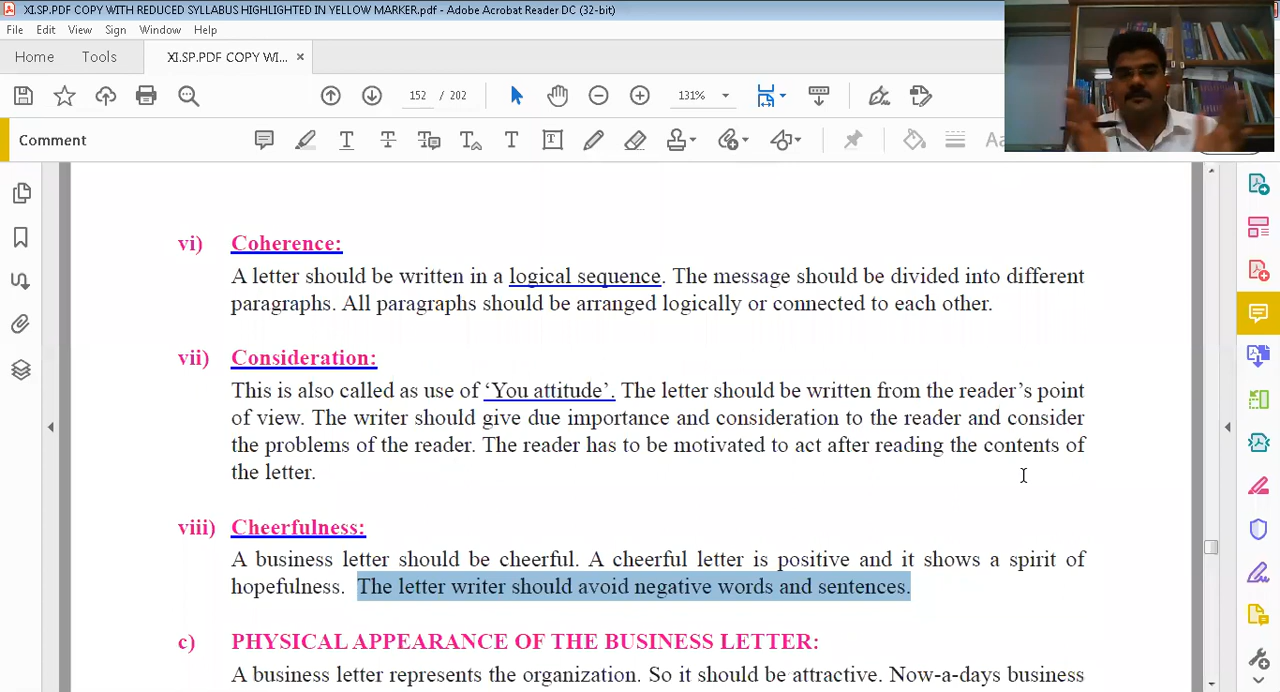 XI.SP.PDF COPY WITH REDUCED SYLLABUS HIGHLIGHTED IN YELLOW MARKER.pdf - Adobe Acrobat Reader DC (32-bit)
File Edit View Sign Window Help
Home Tools XI.SP.PDF COPY WI... ×
152 / 202 131%
Comment
vi) Coherence:
A letter should be written in a logical sequence. The message should be divided into different
paragraphs. All paragraphs should be arranged logically or connected to each other.
vii) Consideration:
This is also called as use of ‘You attitude’. The letter should be written from the reader’s point
of view. The writer should give due importance and consideration to the reader and consider
the problems of the reader. The reader has to be motivated to act after reading the contents of
the letter.
viii) Cheerfulness:
A business letter should be cheerful. A cheerful letter is positive and it shows a spirit of
hopefulness. The letter writer should avoid negative words and sentences.
c) PHYSICAL APPEARANCE OF THE BUSINESS LETTER:
A business letter represents the organization. So it should be attractive. Now-a-days business